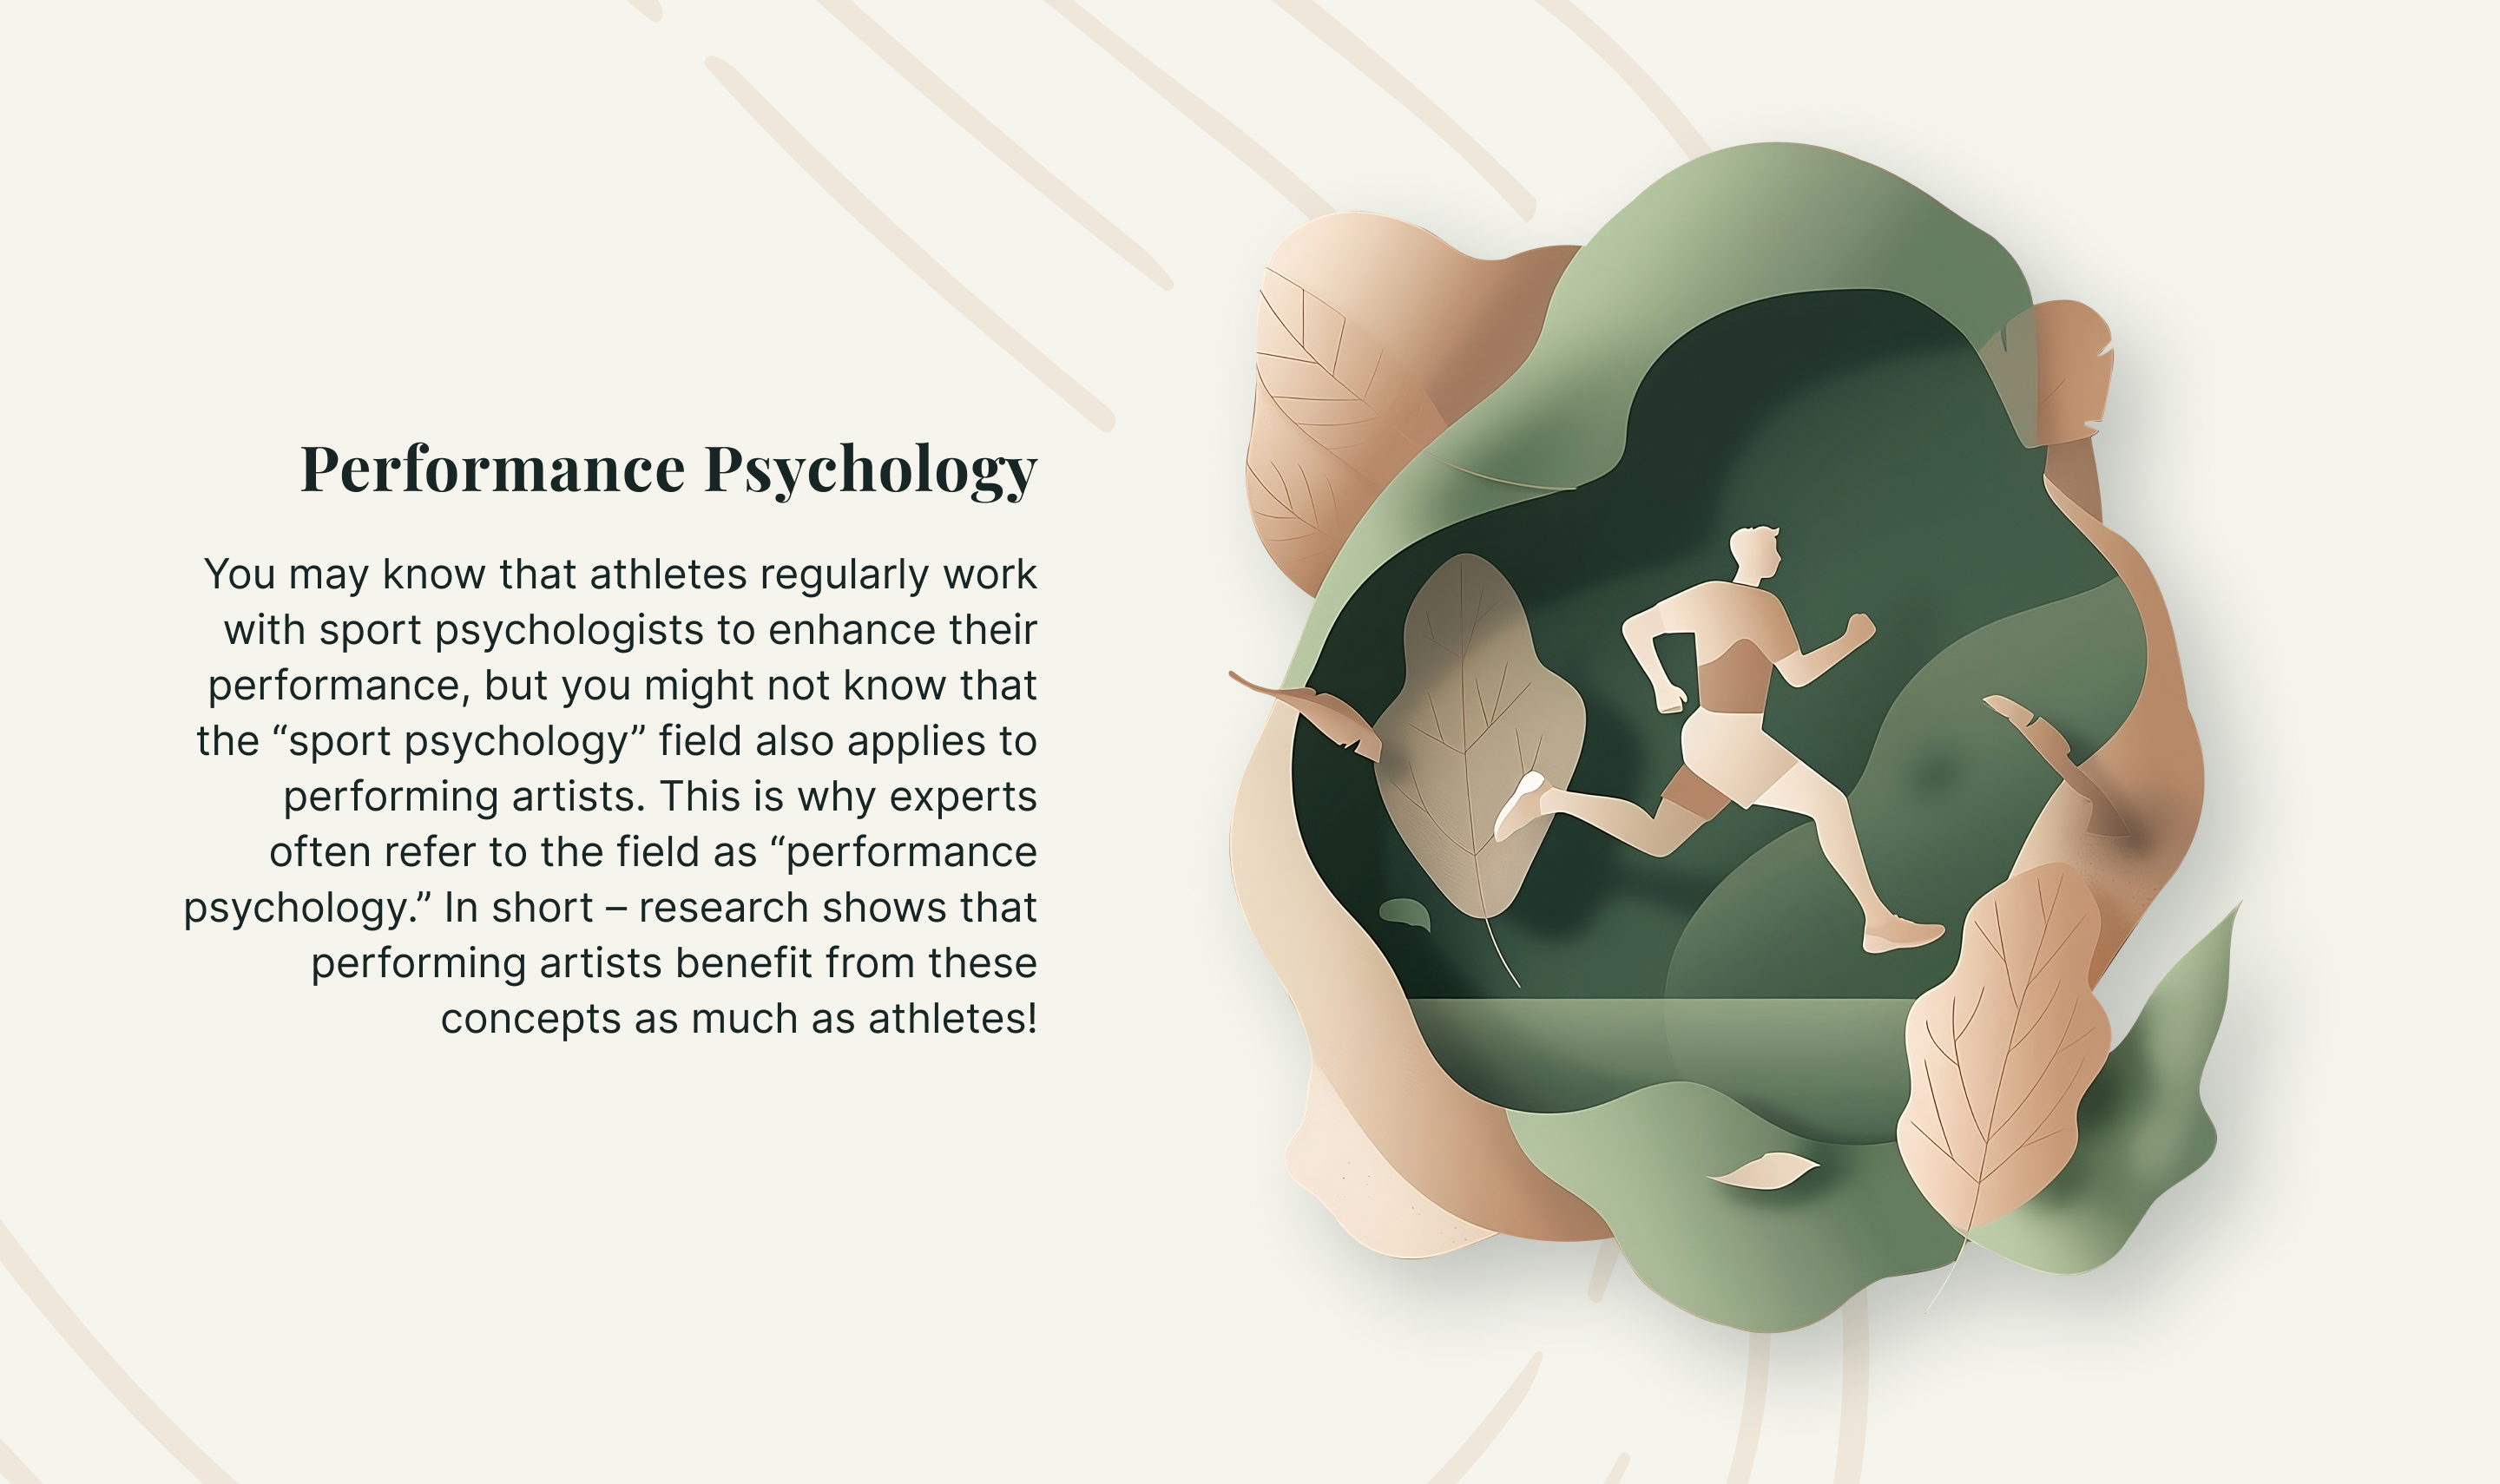 Performance Psychology
You may know that athletes regularly work
with sport psychologists to enhance their
performance, but you might not know that
the “sport psychology” field also applies to
performing artists. This is why experts
often refer to the field as “performance
psychology.” In short – research shows that
performing artists benefit from these
concepts as much as athletes!